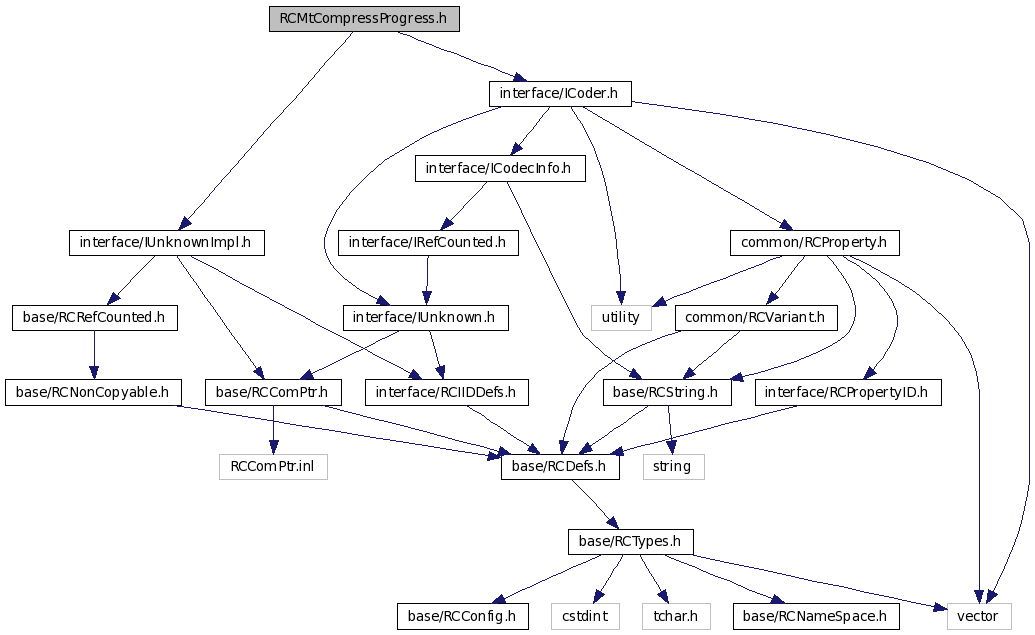 RCMtCompressProgress.h
interface/ICoder.h
interface/ICodecInfo.h
interface/IUnknownImpl.h
interface/IRefCounted.h
common/RCProperty.h
base/RCRefCounted.h
interface/IUnknown.h
utility
common/RCVariant.h
base/RCNonCopyable.h
base/RCComPtr.h
interface/RCIIDDefs.h
base/RCString.h
interface/RCPropertyID.h
RCComPtr.inl
base/RCDefs.h
string
base/RCTypes.h
base/RCConfig.h
cstdint
tchar.h
base/RCNameSpace.h
vector